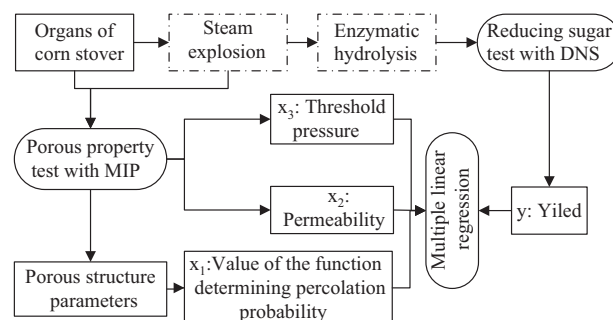 Organs of
corn stover
Steam
explosion
Enzymatic
hydrolysis
Reducing sugar
test with DNS
Porous property
test with MIP
x₃: Threshold
pressure
x₂:
Permeability
Multiple linear
regression
y: Yiled
Porous structure
parameters
x₁:Value of the function
determining percolation
probability